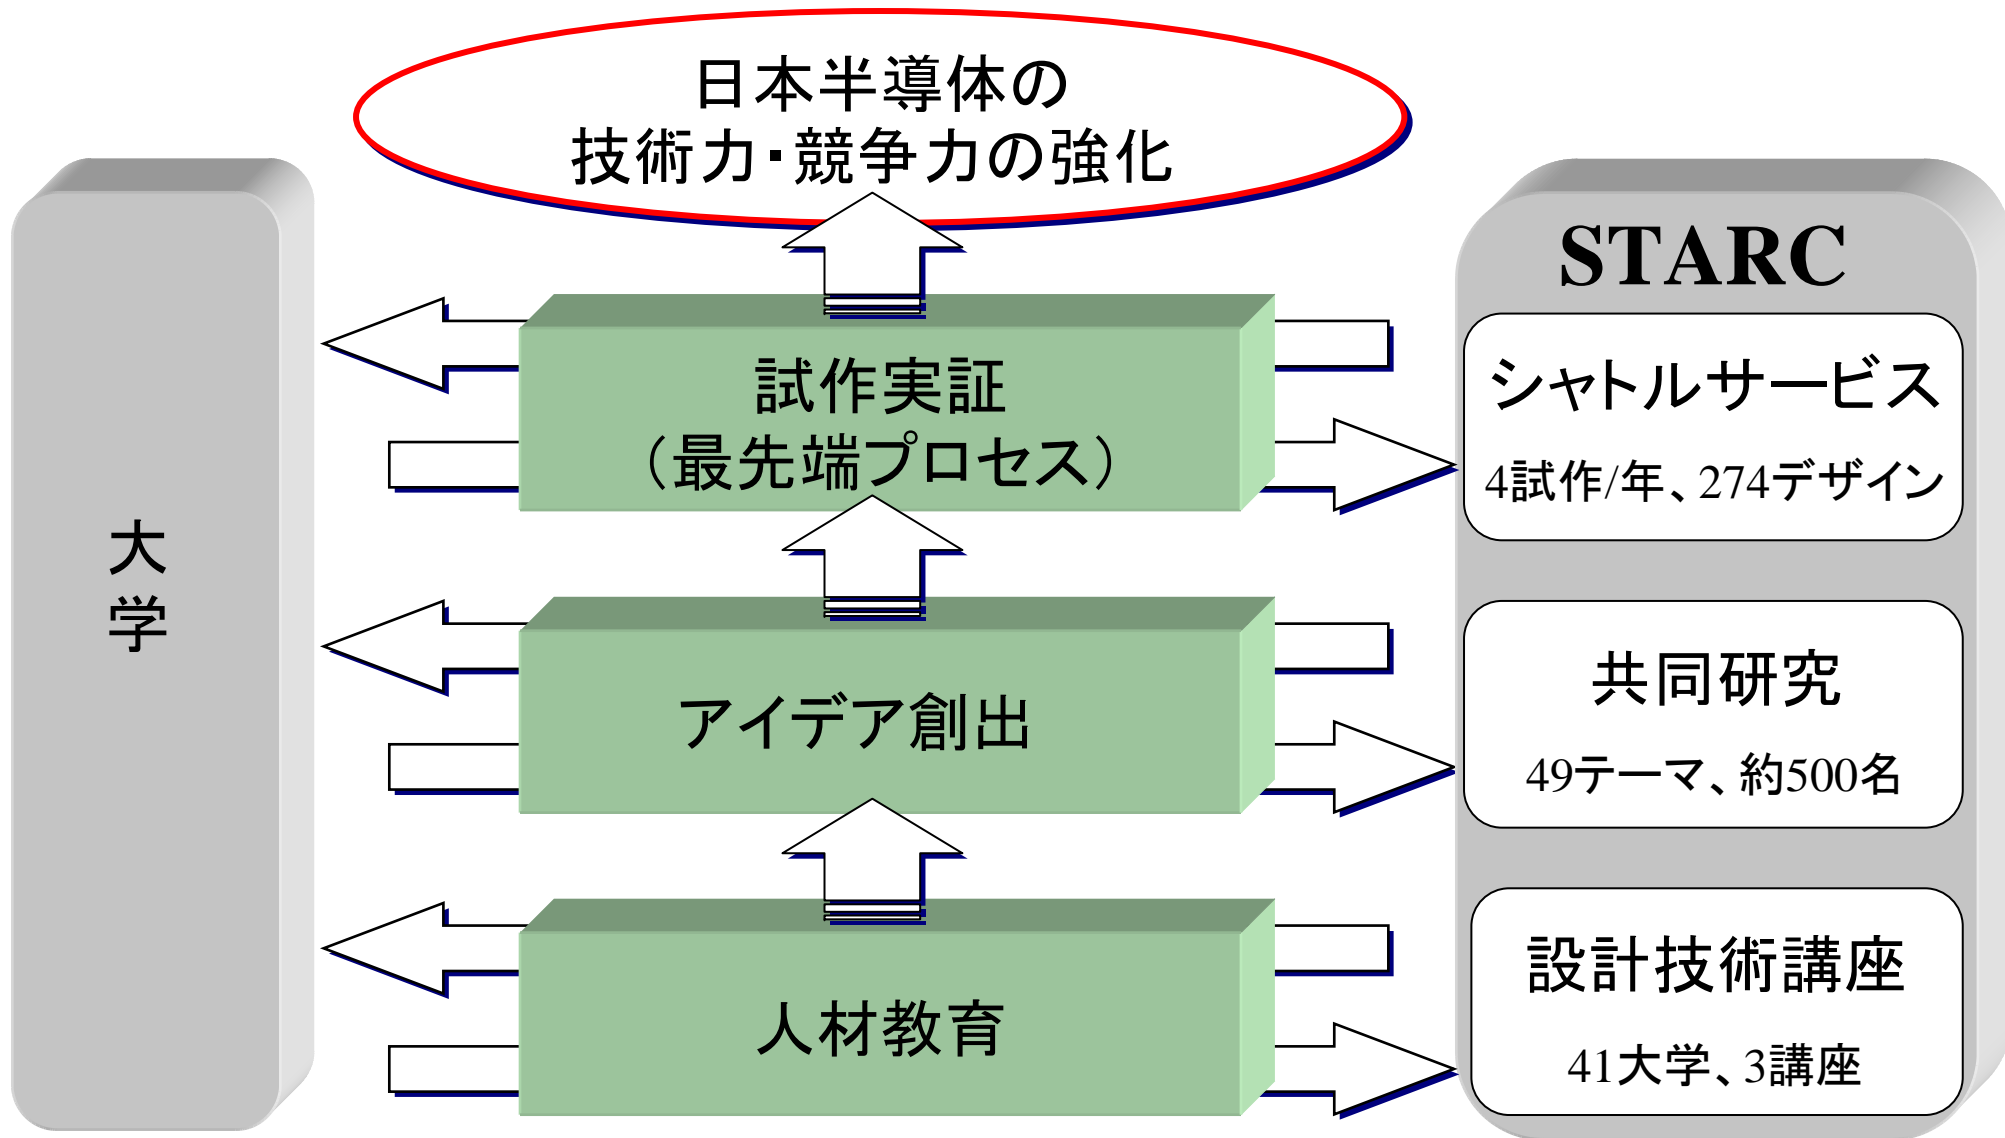 日本半導体の
技術力・競争力の強化
大
学
試作実証
（最先端プロセス）
アイデア創出
人材教育
STARC
シャトルサービス
4試作/年、274デザイン
共同研究
49テーマ、約500名
設計技術講座
41大学、3講座